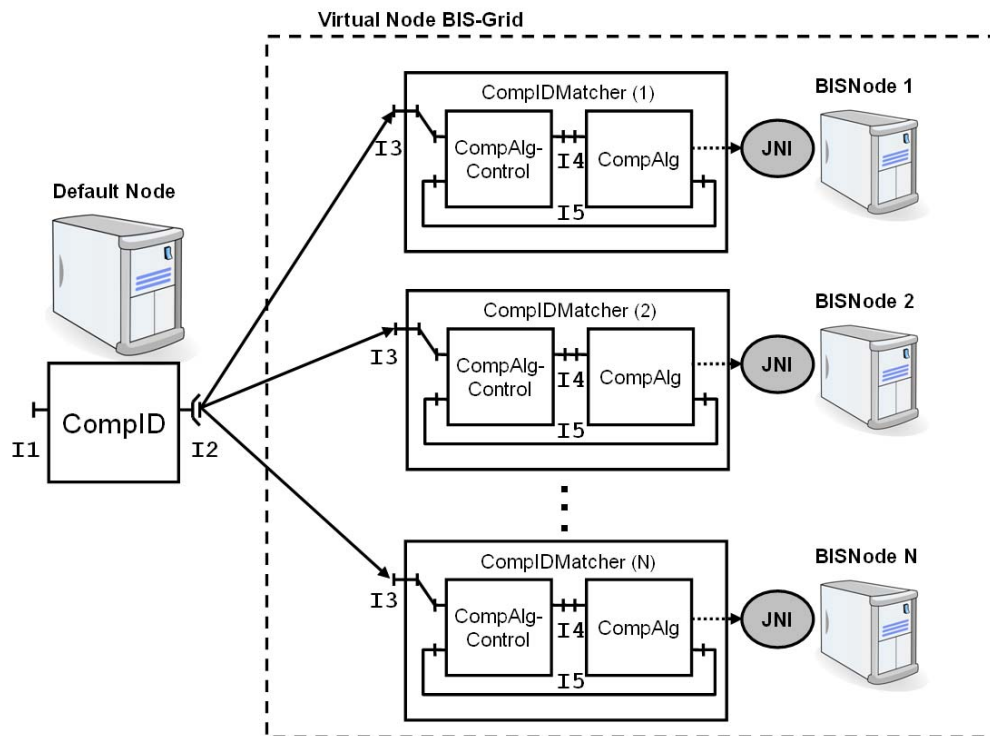 Virtual Node BIS-Grid
CompIDMatcher (1)
BISNode 1
I3
CompAlg-
Control
I4
CompAlg
JNI
I5
Default Node
CompIDMatcher (2)
BISNode 2
I3
CompAlg-
Control
I4
CompAlg
JNI
I5
I1
CompID
I2
CompIDMatcher (N)
BISNode N
I3
CompAlg-
Control
I4
CompAlg
JNI
I5